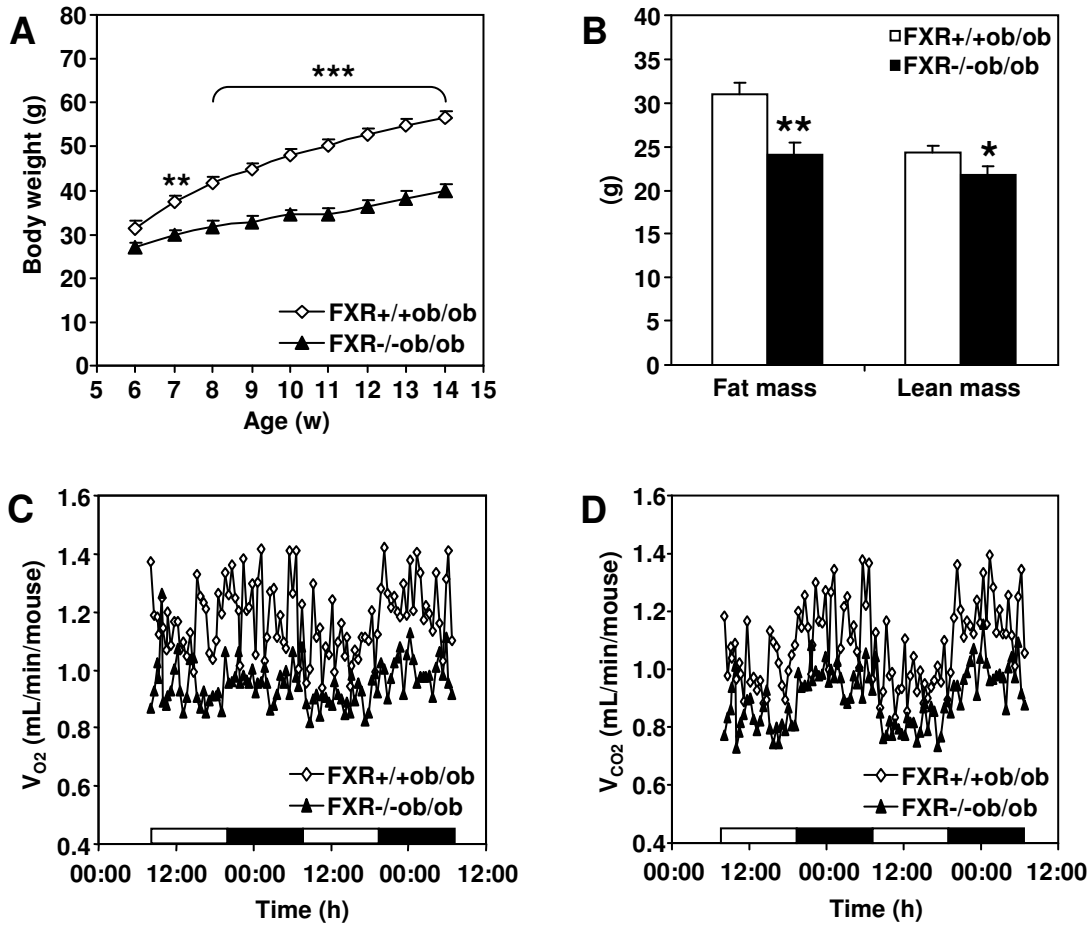 A
Body weight (g)
80
70
60
50
40
30
20
10
0
***
**
FXR+/+ob/ob
FXR-/-ob/ob
5 6 7 8 9 10 11 12 13 14 15
Age (w)
B
(g)
40
35
30
25
20
15
10
5
0
FXR+/+ob/ob
FXR-/-ob/ob
**
*
Fat mass Lean mass
C
VO2 (mL/min/mouse)
1.6
1.4
1.2
1.0
0.8
0.6
0.4
FXR+/+ob/ob
FXR-/-ob/ob
00:00 12:00 00:00 12:00 00:00 12:00
Time (h)
D
VCO2 (mL/min/mouse)
1.6
1.4
1.2
1.0
0.8
0.6
0.4
FXR+/+ob/ob
FXR-/-ob/ob
00:00 12:00 00:00 12:00 00:00 12:00
Time (h)